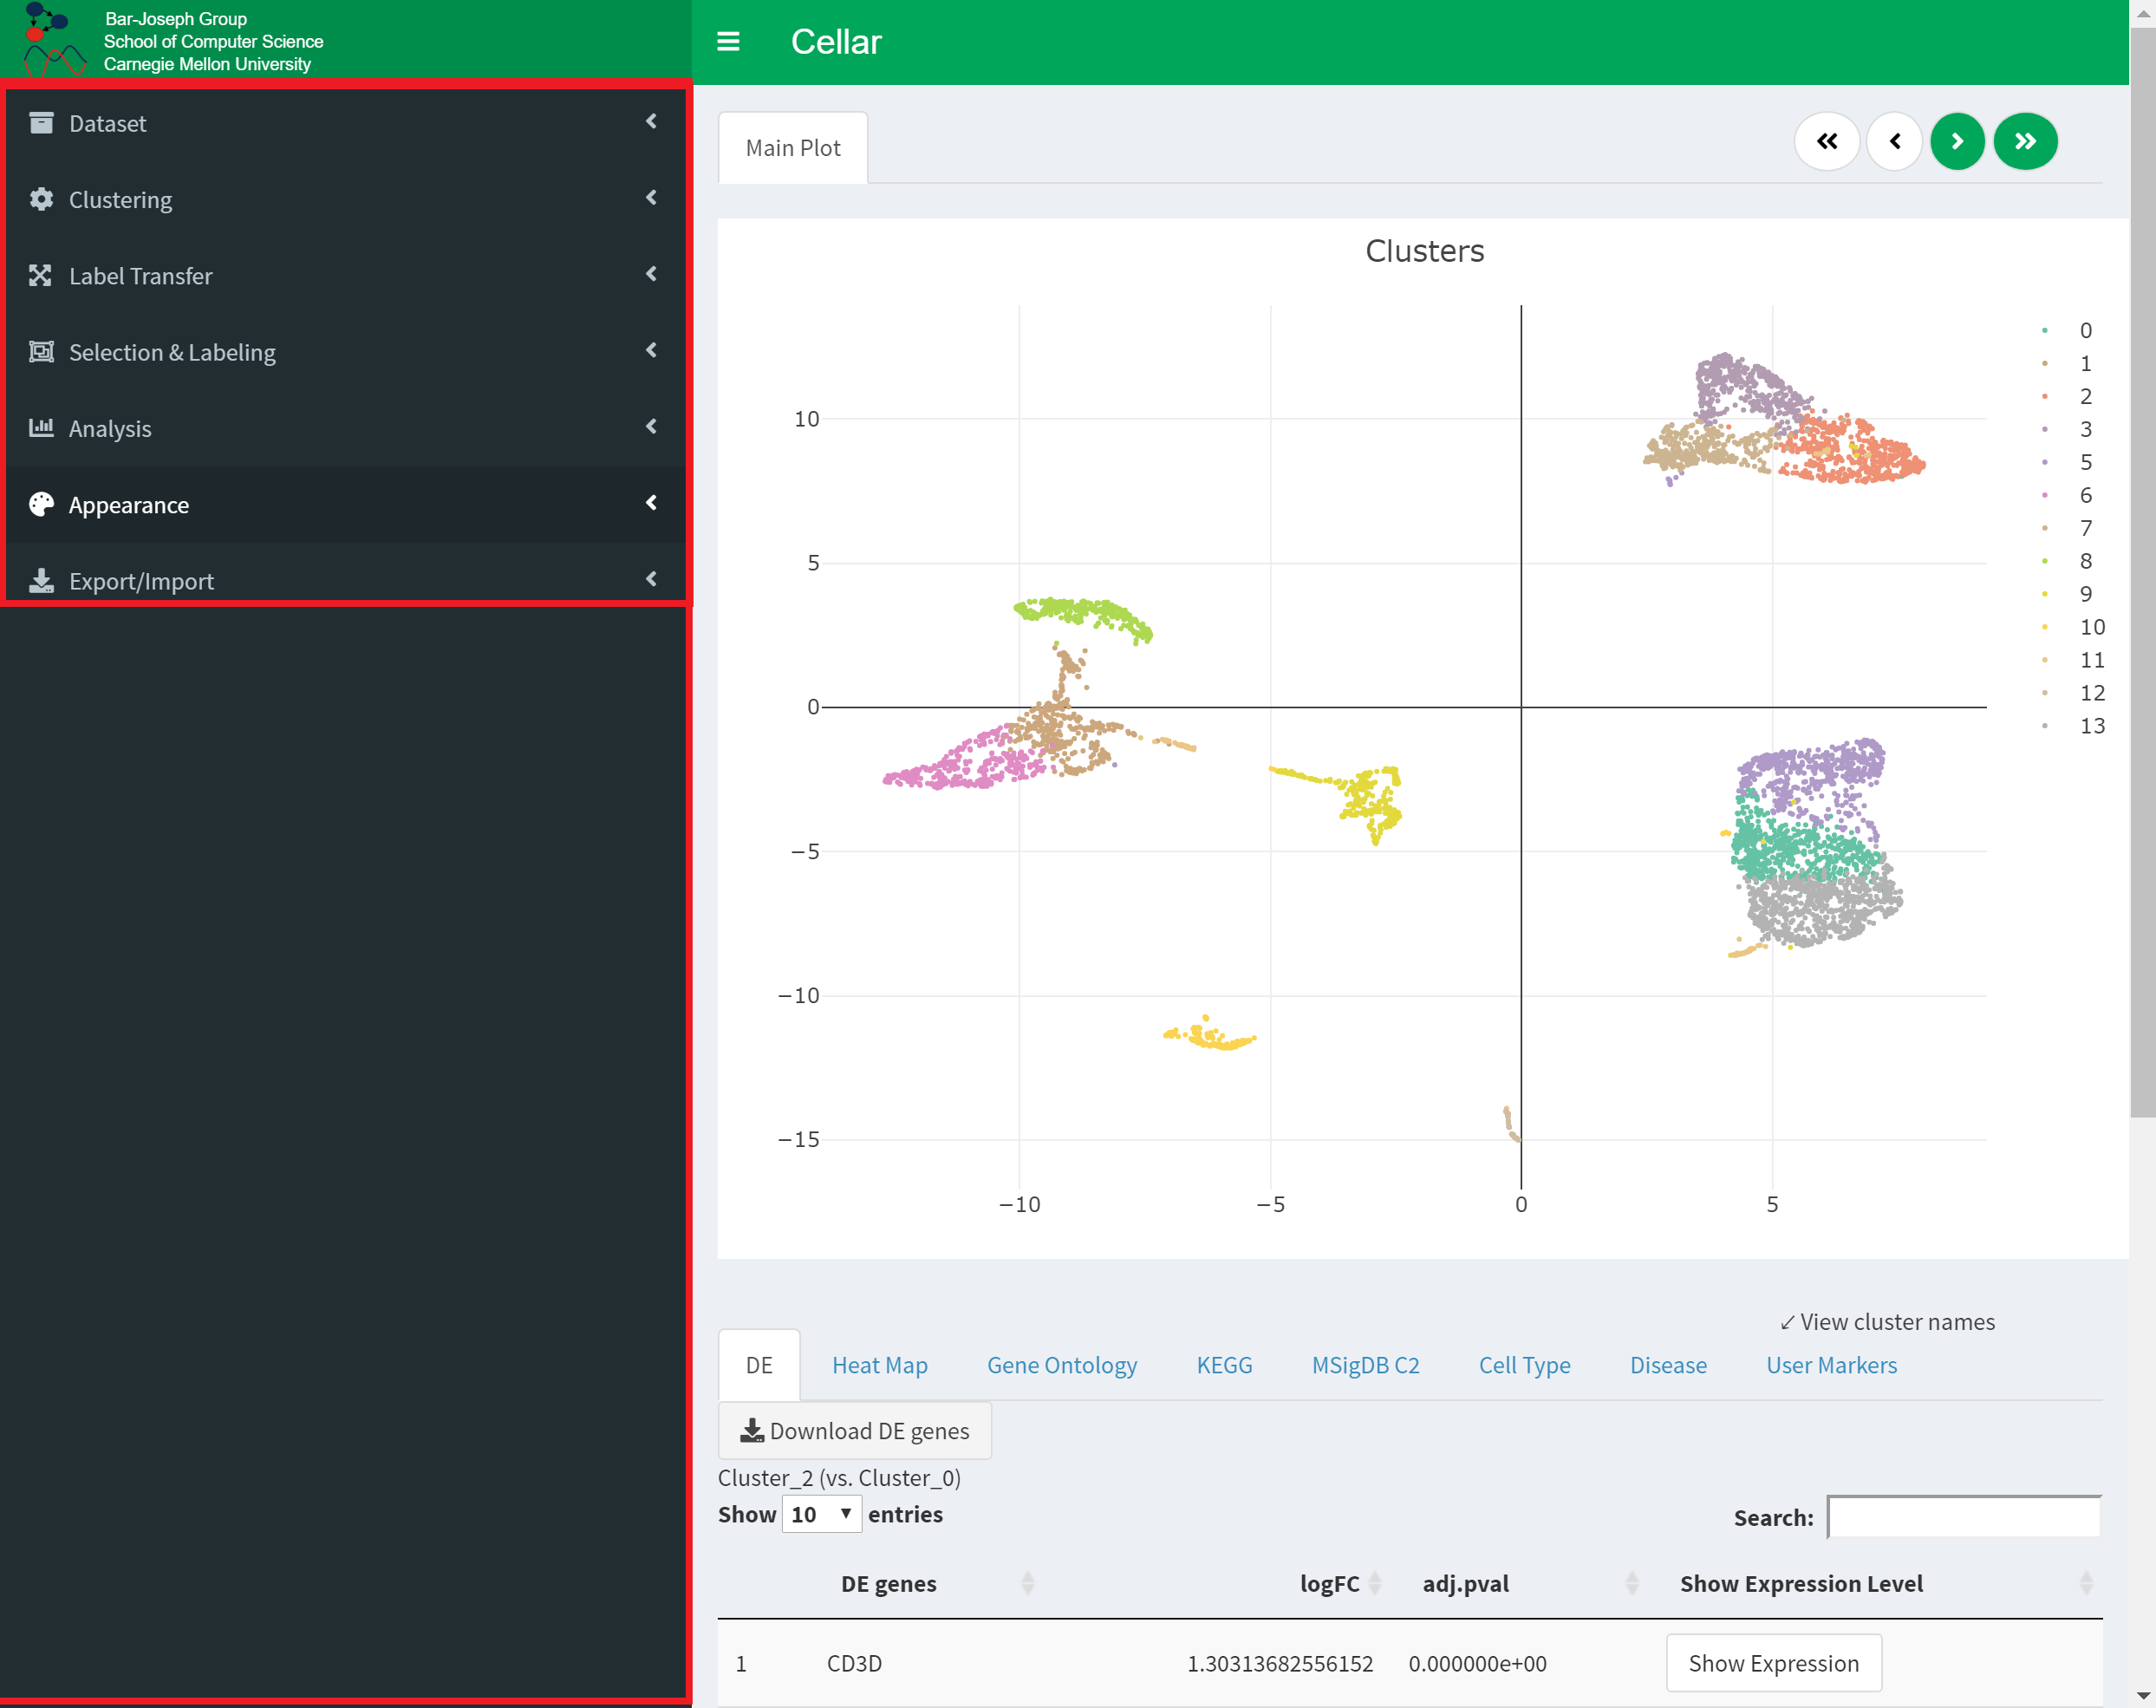 Bar-Joseph Group
School of Computer Science
Carnegie Mellon University
Cellar
Dataset
Clustering
Label Transfer
Selection & Labeling
Analysis
Appearance
Export/Import
Main Plot
Clusters
10
5
0
−5
−10
−15
−10
−5
0
5
0
1
2
3
5
6
7
8
9
10
11
12
13
↙ View cluster names
DE Heat Map Gene Ontology KEGG MSigDB C2 Cell Type Disease User Markers
Download DE genes
Cluster_2 (vs. Cluster_0)
Show 10 entries
Search:
DE genes logFC adj.pval Show Expression Level
1 CD3D 1.30313682556152 0.000000e+00 Show Expression